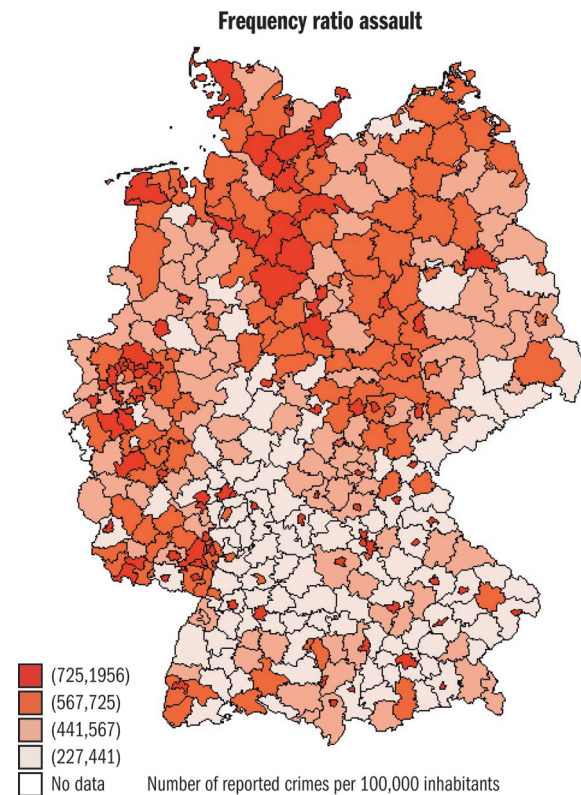 Frequency ratio assault
(725,1956)
(567,725)
(441,567)
(227,441)
No data
Number of reported crimes per 100,000 inhabitants